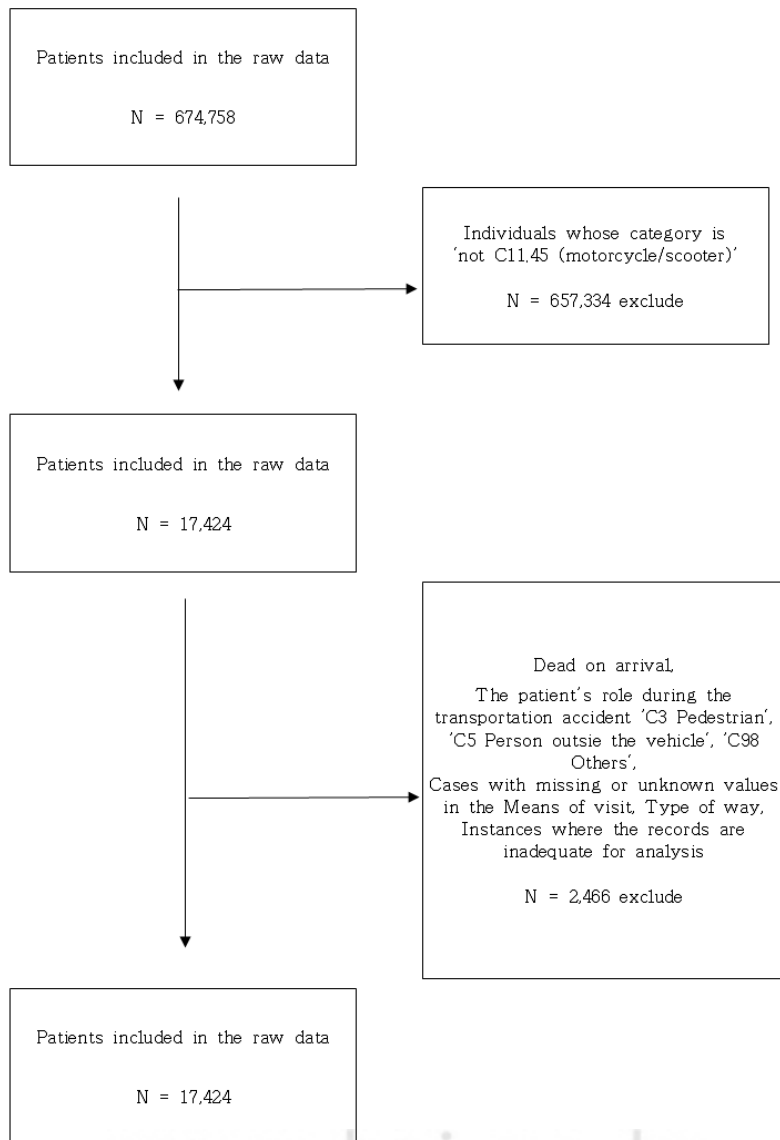 Patients included in the raw data
N = 674,758
Individuals whose category is
'not C11,45 (motorcycle/scooter)'
N = 657,334 exclude
Patients included in the raw data
N = 17,424
Dead on arrival,
The patient's role during the
transportation accident 'C3 Pedestrian',
'C5 Person outsie the vehicle', 'C98
Others',
Cases with missing or unknown values
in the Means of visit, Type of way,
Instances where the records are
inadequate for analysis
N = 2,466 exclude
Patients included in the raw data
N = 17,424